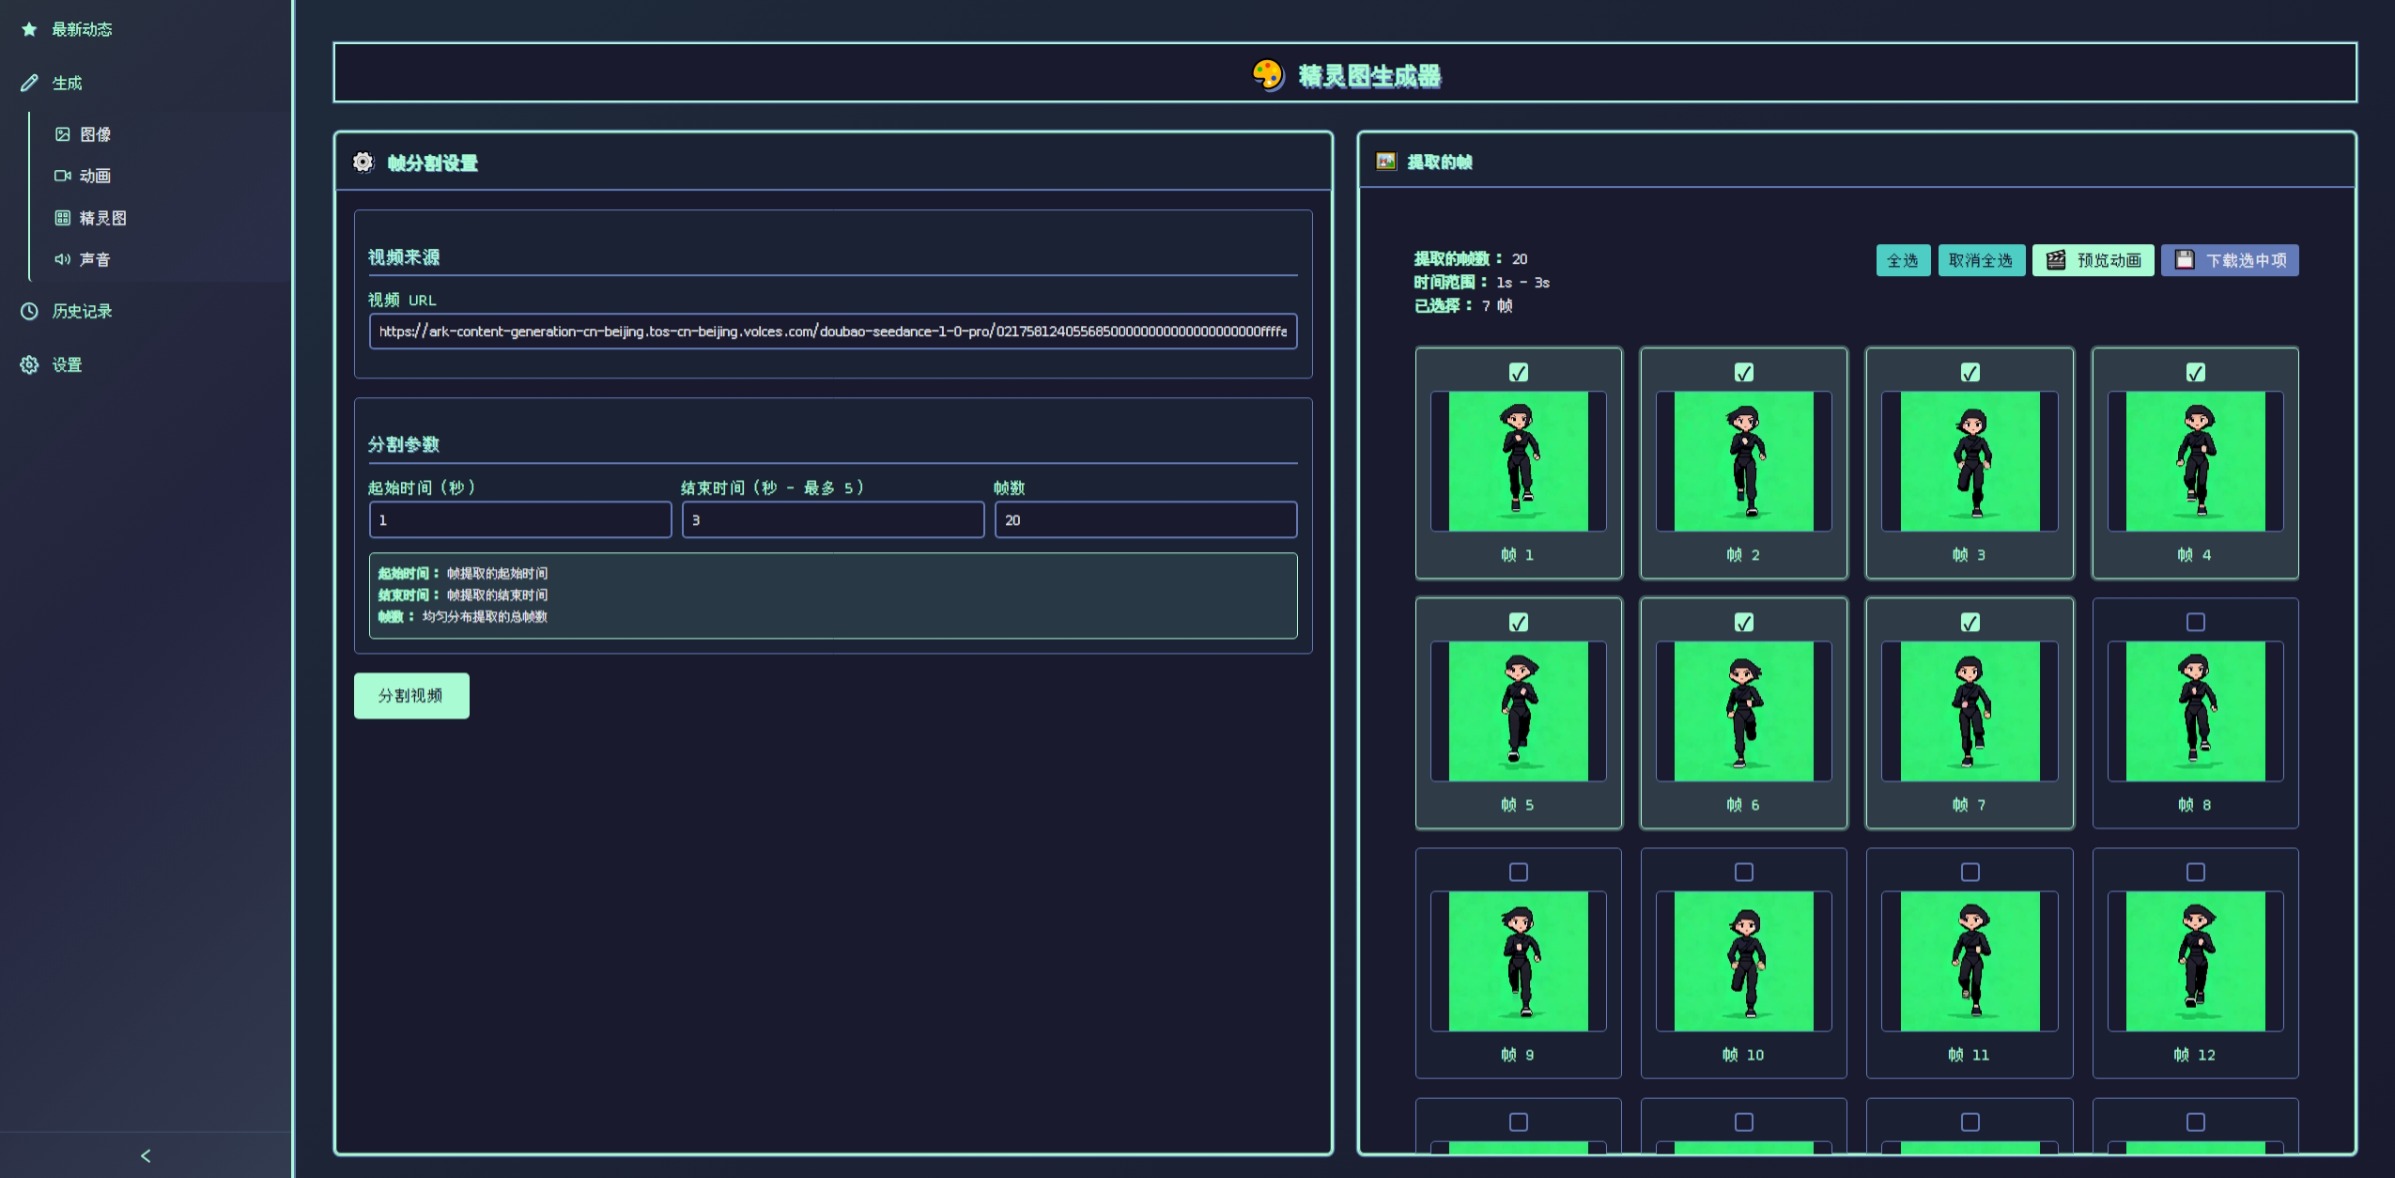 最新动态
生成
图像
动画
精灵图
声音
历史记录
设置
精灵图生成器
帧分割设置
视频来源
视频 URL
https://ark-content-generation-cn-beijing.tos-cn-beijing.volces.com/doubao-seedance-1-0-pro/
分割参数
起始时间（秒）
结束时间（秒 - 最多 5）
帧数
1
3
20
起始时间： 帧提取的起始时间
结束时间： 帧提取的结束时间
帧数： 均匀分布提取的总帧数
分割视频
提取的帧
提取的帧数： 20
时间范围： 1s - 3s
已选择： 7 帧
全选
取消全选
预览动画
下载选中项
帧 1
帧 2
帧 3
帧 4
帧 5
帧 6
帧 7
帧 8
帧 9
帧 10
帧 11
帧 12